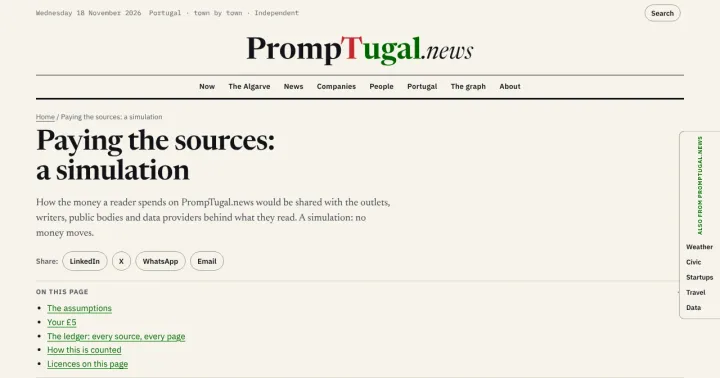 Wednesday 18 November 2026 Portugal · town by town · Independent
Search
PrompTugal.news
Now The Algarve News Companies People Portugal The graph About
Home / Paying the sources: a simulation
Paying the sources:
a simulation
How the money a reader spends on PrompTugal.news would be shared with the outlets,
writers, public bodies and data providers behind what they read. A simulation: no
money moves.
Share: LinkedIn X WhatsApp Email
ON THIS PAGE
The assumptions
Your £5
The ledger: every source, every page
How this is counted
Licences on this page
ALSO FROM PROMPTUGAL.NEWS
Weather
Civic
Startups
Travel
Data